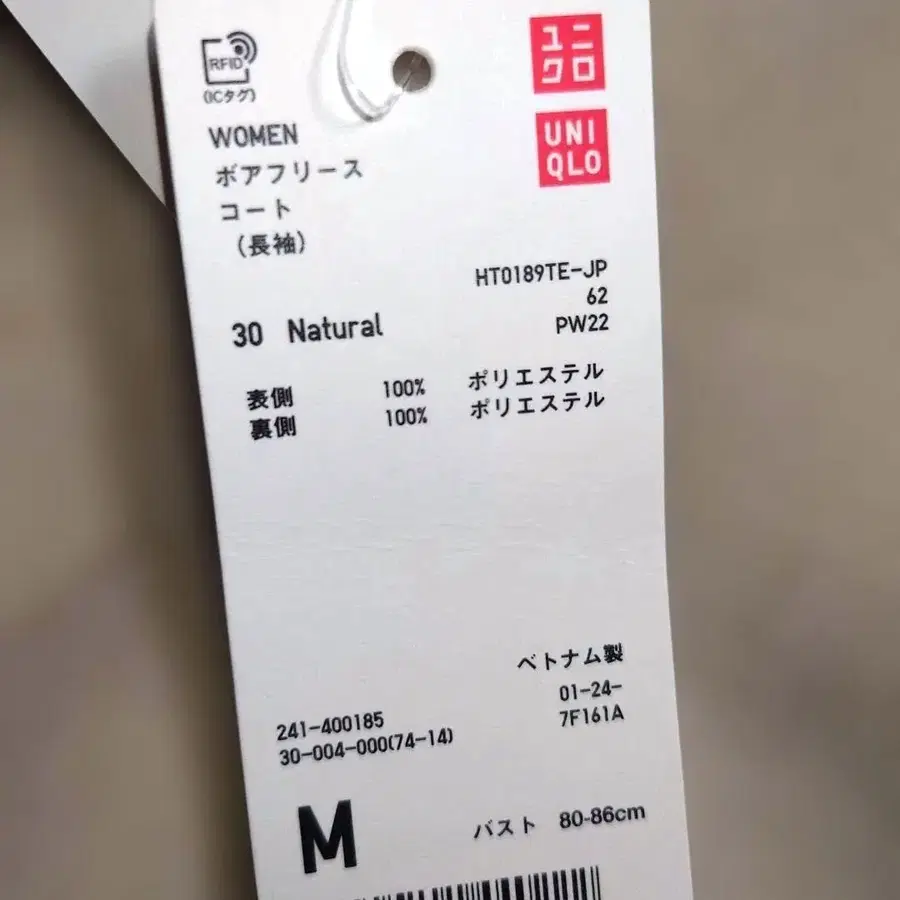 RFID
(ICタグ)
ユニ
クロ
UNI
QLO
WOMEN
ボアフリース
コート
(長袖)
HT0189TE-JP
62
PW22
30 Natural
表側 100% ポリエステル
裏側 100% ポリエステル
ベトナム製
01-24-
7F161A
241-400185
30-004-000(74-14)
M バスト 80-86cm